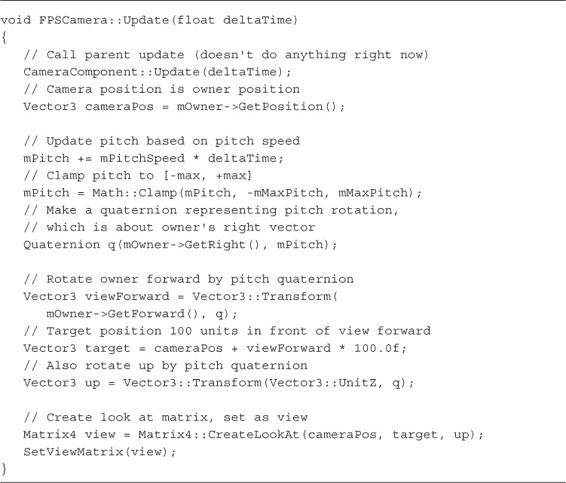 void FPSCamera::Update(float deltaTime)
{
   // Call parent update (doesn't do anything right now)
   CameraComponent::Update(deltaTime);
   // Camera position is owner position
   Vector3 cameraPos = mOwner->GetPosition();

   // Update pitch based on pitch speed
   mPitch += mPitchSpeed * deltaTime;
   // Clamp pitch to [-max, +max]
   mPitch = Math::Clamp(mPitch, -mMaxPitch, mMaxPitch);
   // Make a quaternion representing pitch rotation,
   // which is about owner's right vector
   Quaternion q(mOwner->GetRight(), mPitch);

   // Rotate owner forward by pitch quaternion
   Vector3 viewForward = Vector3::Transform(
      mOwner->GetForward(), q);
   // Target position 100 units in front of view forward
   Vector3 target = cameraPos + viewForward * 100.0f;
   // Also rotate up by pitch quaternion
   Vector3 up = Vector3::Transform(Vector3::UnitZ, q);

   // Create look at matrix, set as view
   Matrix4 view = Matrix4::CreateLookAt(cameraPos, target, up);
   SetViewMatrix(view);
}